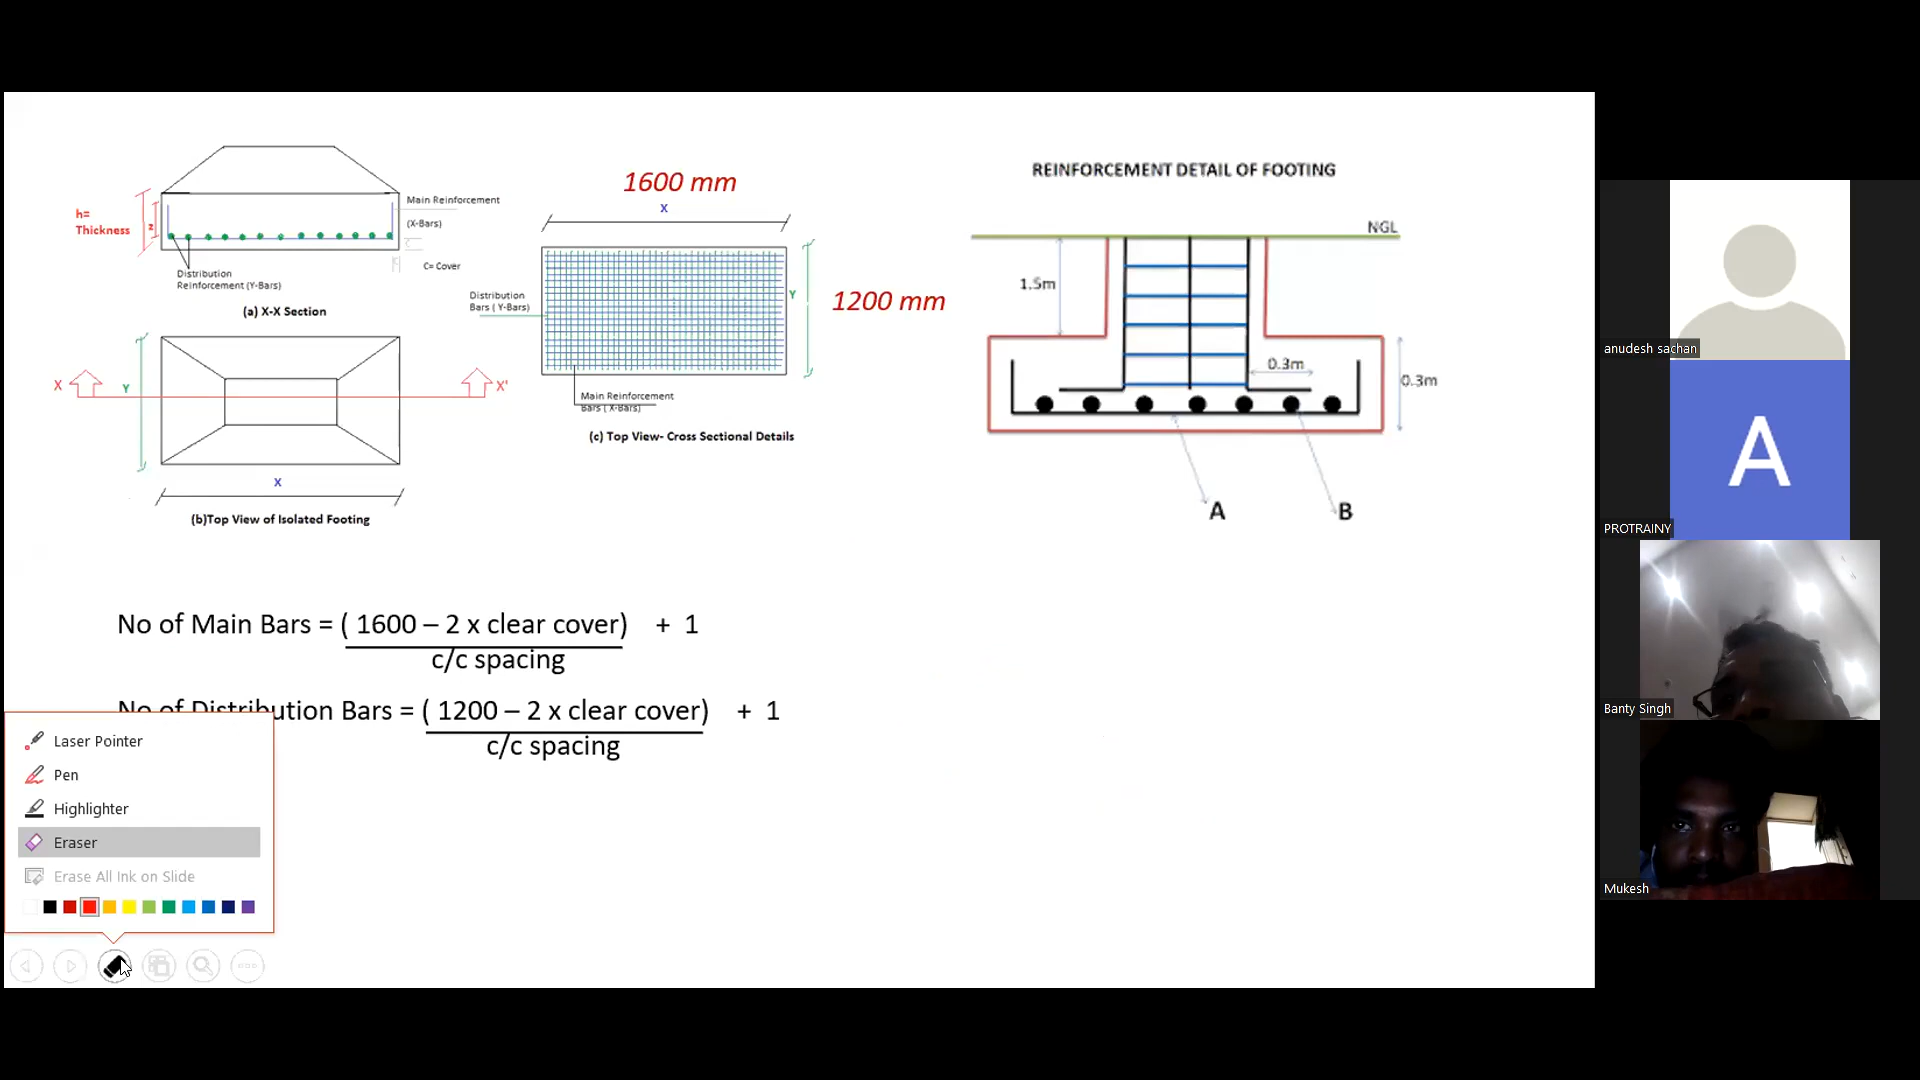 REINFORCEMENT DETAIL OF FOOTING
1600 mm
X
Main Reinforcement
(X-Bars)
h=
Thickness
z
C
C= Cover
Distribution
Reinforcement (Y-Bars)
(a) X-X Section
Distribution
Bars ( Y-Bars)
Y
1200 mm
Main Reinforcement
Bars ( X-Bars)
(c) Top View- Cross Sectional Details
X
Y
X'
X
(b)Top View of Isolated Footing
NGL
1.5m
0.3m
0.3m
A
B
No of Main Bars = ( 1600 – 2 x clear cover) + 1
c/c spacing
No of Distribution Bars = ( 1200 – 2 x clear cover) + 1
c/c spacing
Laser Pointer
Pen
Highlighter
Eraser
Erase All Ink on Slide
anudesh sachan
A
PROTRAINY
Banty Singh
Mukesh